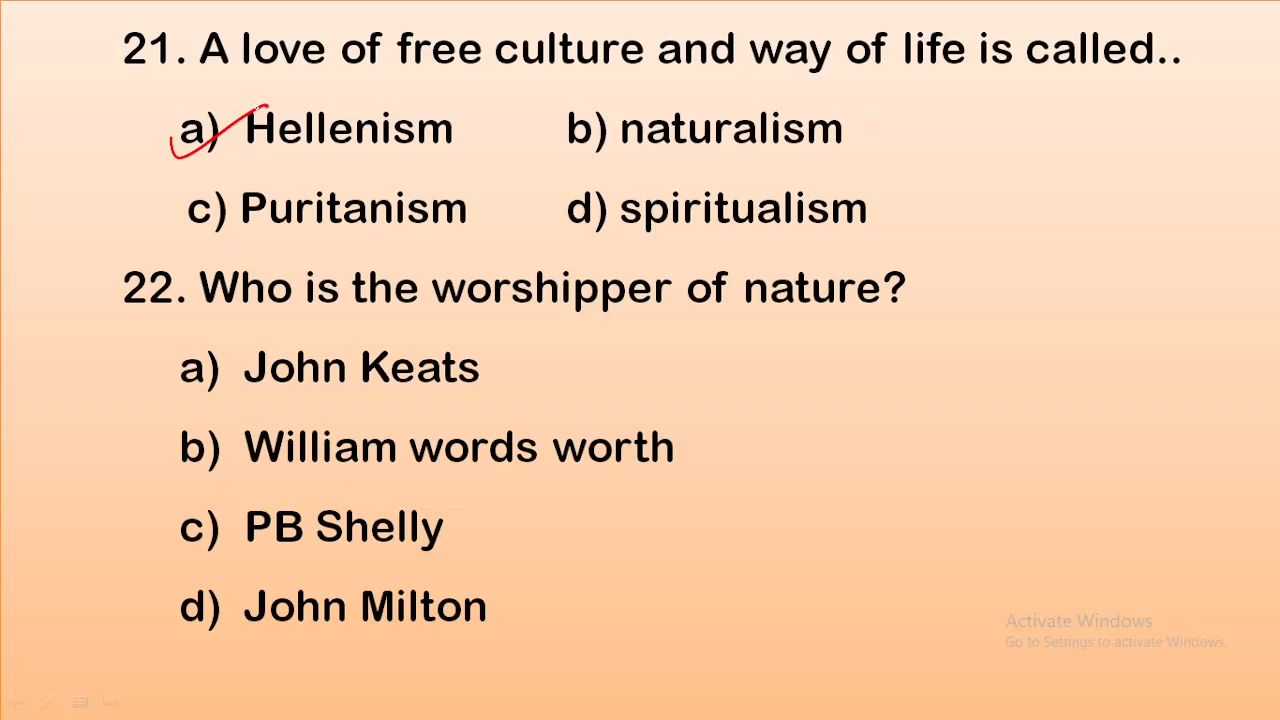 21. A love of free culture and way of life is called..
a) Hellenism b) naturalism
c) Puritanism d) spiritualism
22. Who is the worshipper of nature?
a) John Keats
b) William words worth
c) PB Shelly
d) John Milton
Activate Windows
Go to Settings to activate Windows.